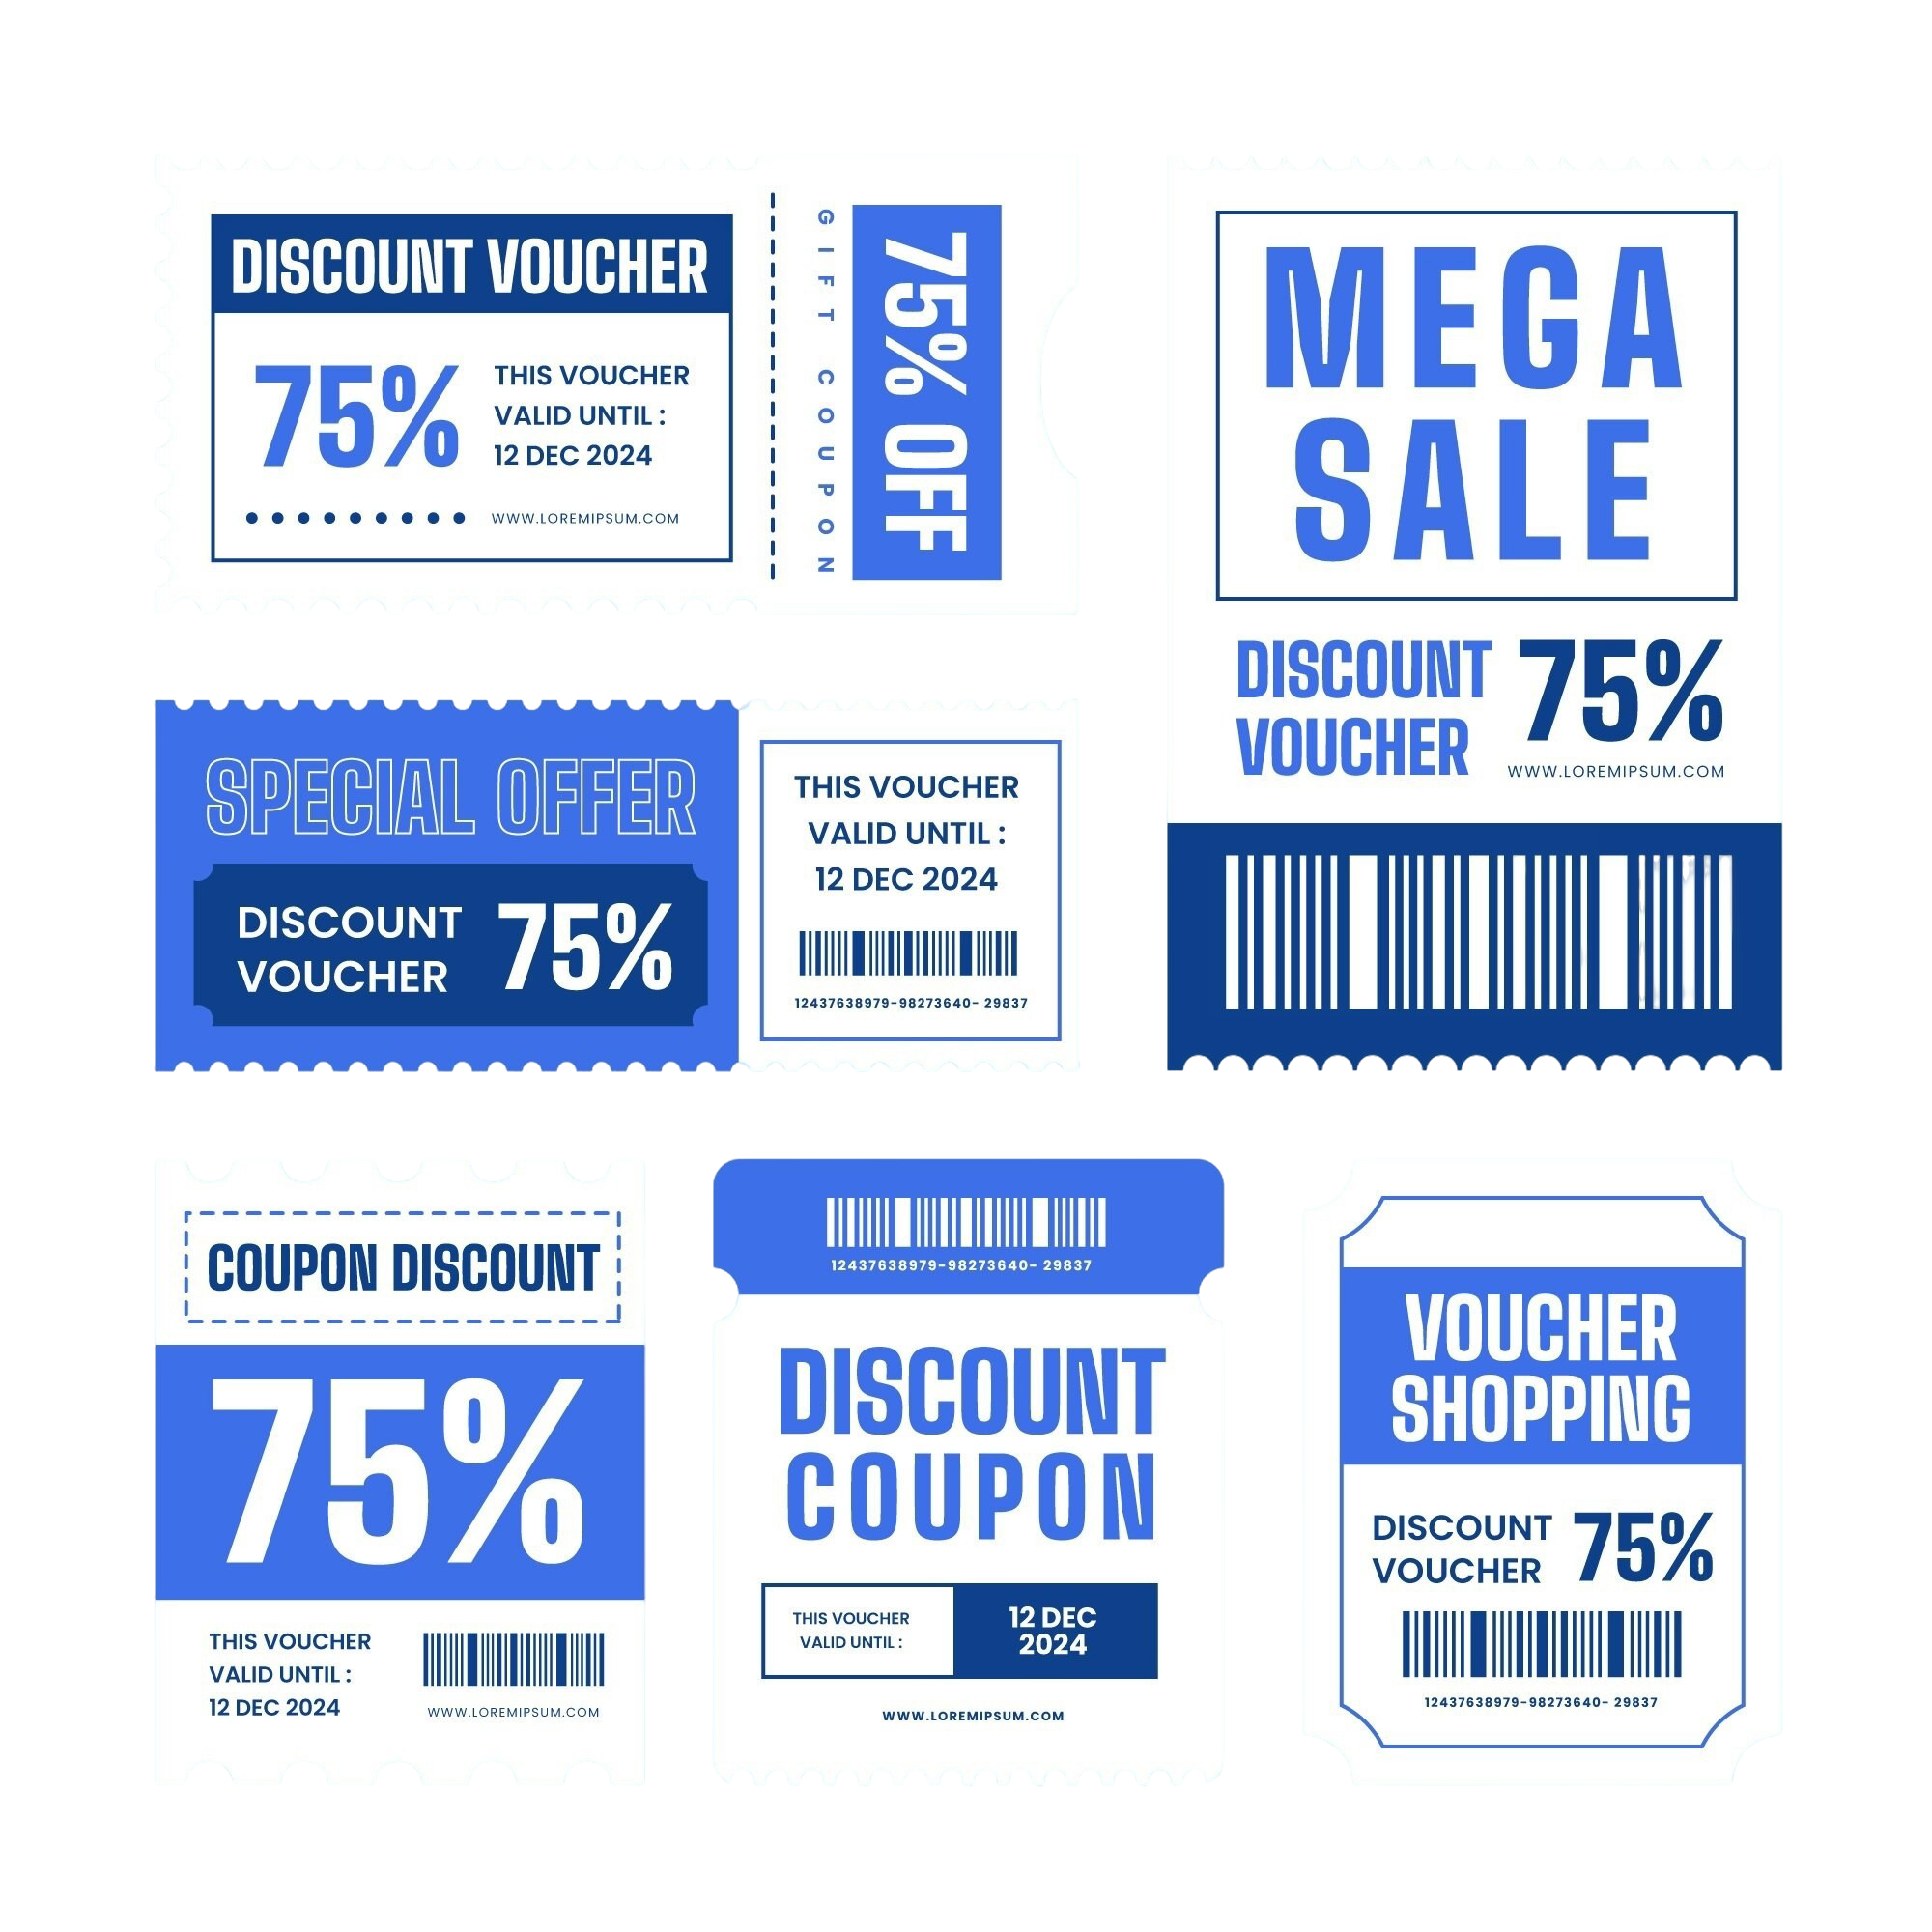 DISCOUNT VOUCHER
75%
THIS VOUCHER
VALID UNTIL :
12 DEC 2024
WWW.LOREMIPSUM.COM
GIFT COUPON
75% OFF
MEGA
SALE
DISCOUNT
VOUCHER
75%
WWW.LOREMIPSUM.COM
SPECIAL OFFER
DISCOUNT
VOUCHER
75%
THIS VOUCHER
VALID UNTIL :
12 DEC 2024
12437638979-98273640- 29837
COUPON DISCOUNT
75%
THIS VOUCHER
VALID UNTIL :
12 DEC 2024
WWW.LOREMIPSUM.COM
12437638979-98273640- 29837
DISCOUNT
COUPON
THIS VOUCHER
VALID UNTIL :
12 DEC
2024
WWW.LOREMIPSUM.COM
VOUCHER
SHOPPING
DISCOUNT
VOUCHER
75%
12437638979-98273640- 29837